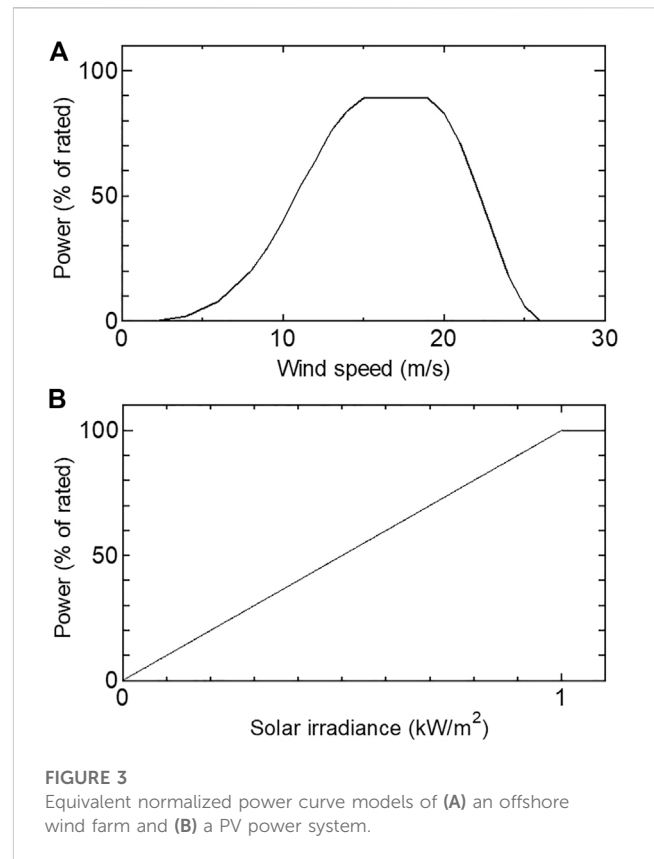 A
Power (% of rated)
100
50
0
0 10 20 30
Wind speed (m/s)
B
Power (% of rated)
100
50
0
0 1
Solar irradiance (kW/m²)
FIGURE 3
Equivalent normalized power curve models of (A) an offshore
wind farm and (B) a PV power system.